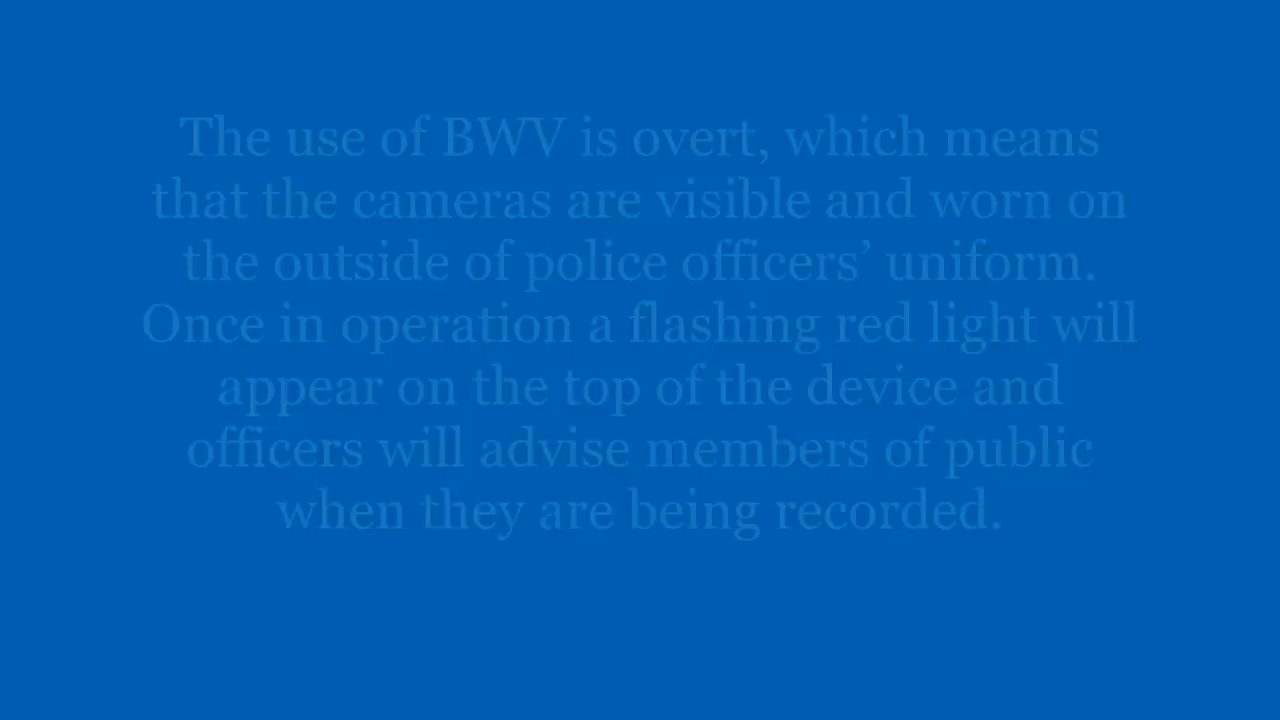 The use of BWV is overt, which means
that the cameras are visible and worn on
the outside of police officers’ uniform.
Once in operation a flashing red light will
appear on the top of the device and
officers will advise members of public
when they are being recorded.